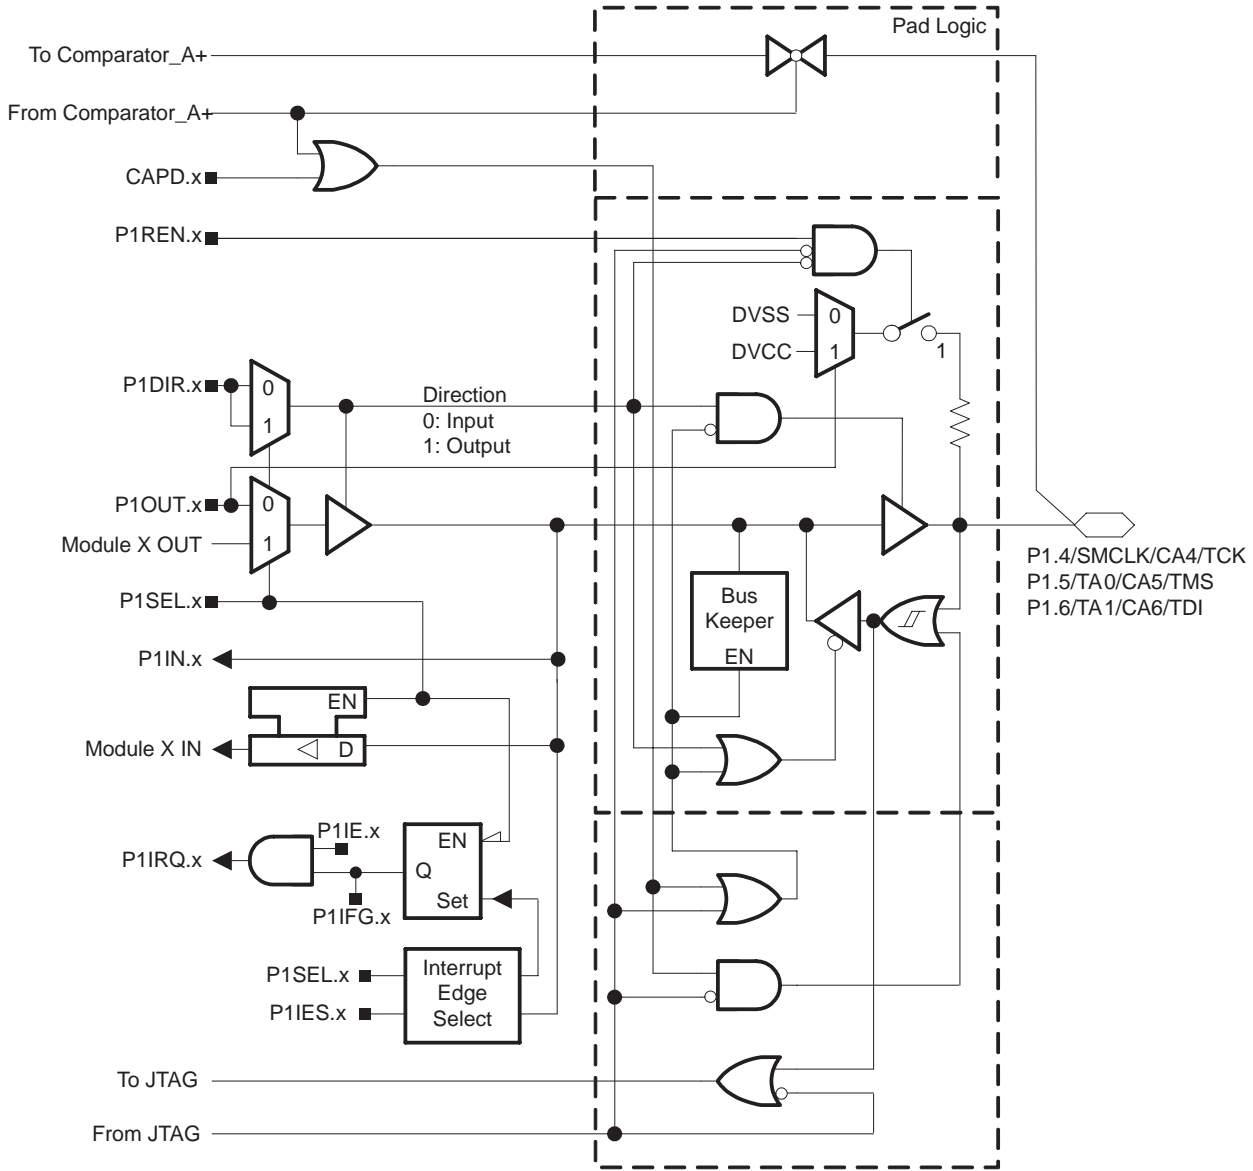 Pad Logic
To Comparator_A+
From Comparator_A+
CAPD.x
P1REN.x
DVSS
0
DVCC
1
1
P1DIR.x
0
1
Direction
0: Input
1: Output
P1OUT.x
0
Module X OUT
1
P1SEL.x
P1.4/SMCLK/CA4/TCK
P1.5/TA0/CA5/TMS
P1.6/TA1/CA6/TDI
Bus
Keeper
EN
P1IN.x
EN
Module X IN
D
P1IE.x
P1IRQ.x
EN
Q
Set
P1IFG.x
P1SEL.x
P1IES.x
Interrupt
Edge
Select
To JTAG
From JTAG